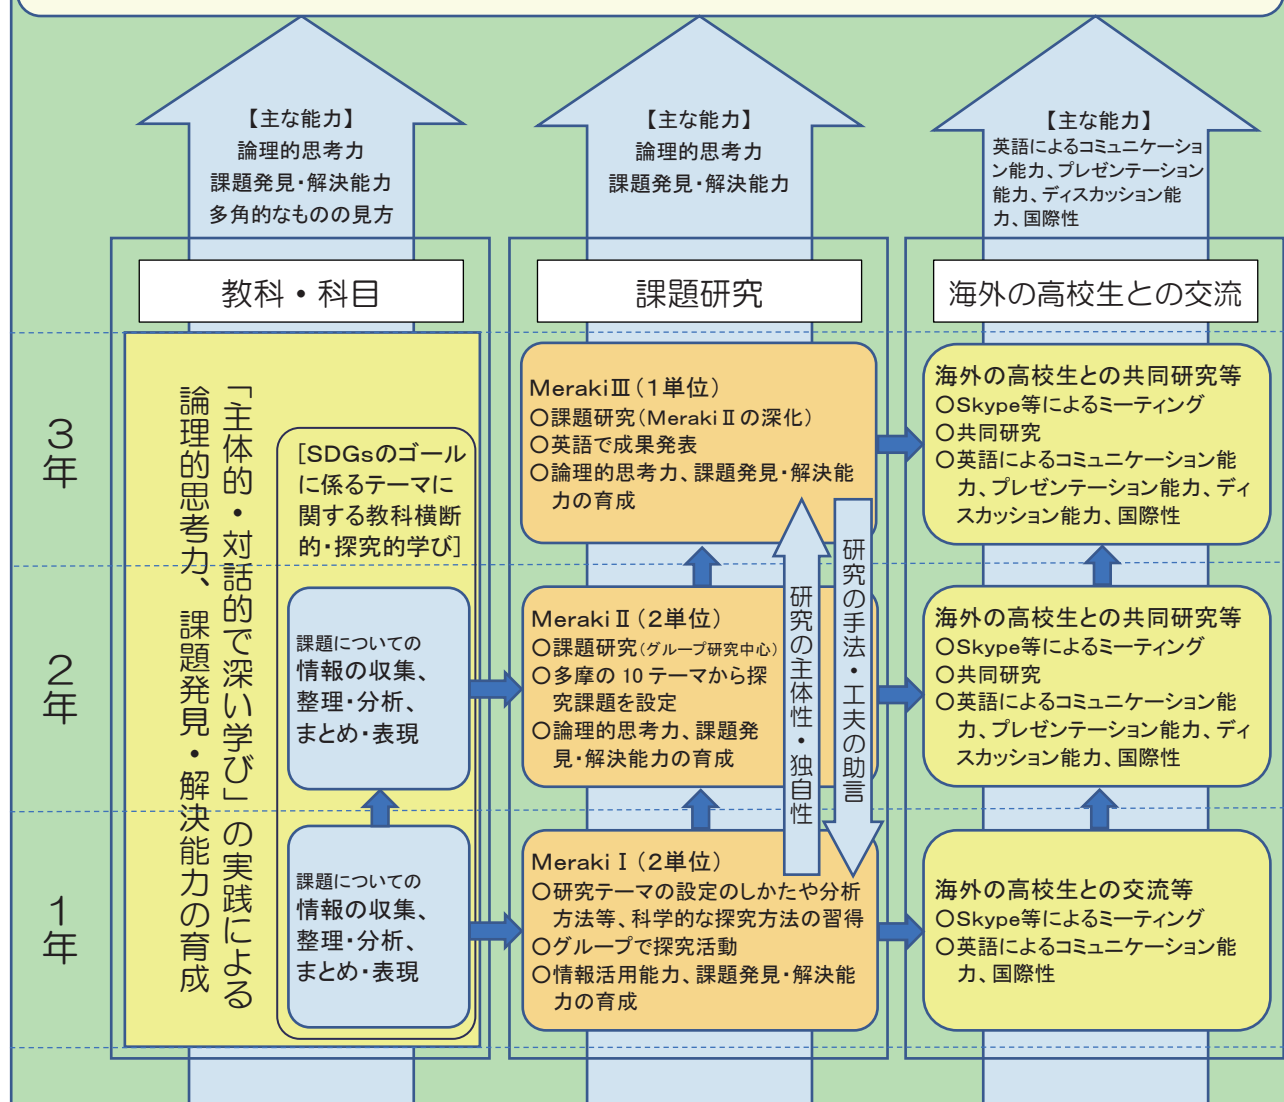 【主な能力】
論理的思考力
課題発見・解決能力
多角的なものの見方
【主な能力】
論理的思考力
課題発見・解決能力
【主な能力】
英語によるコミュニケーショ
ン能力、プレゼンテーション
能力、ディスカッション能
力、国際性
教科・科目
課題研究
海外の高校生との交流
3年
2年
1年
「主体的・対話的で深い学び」の実践による
論理的思考力、課題発見・解決能力の育成
[SDGsのゴール
に係るテーマに
関する教科横断
的・探究的学び]
課題についての
情報の収集、
整理・分析、
まとめ・表現
課題についての
情報の収集、
整理・分析、
まとめ・表現
MerakiⅢ(1単位)
○課題研究(MerakiⅡの深化)
○英語で成果発表
○論理的思考力、課題発見・解決能
力の育成
MerakiⅡ(2単位)
○課題研究(グループ研究中心)
○多摩の10テーマから探
究課題を設定
○論理的思考力、課題発
見・解決能力の育成
MerakiⅠ(2単位)
○研究テーマの設定のしかたや分析
方法等、科学的な探究方法の習得
○グループで探究活動
○情報活用能力、課題発見・解決能
力の育成
研究の主体性・独自性
研究の手法・工夫の助言
海外の高校生との共同研究等
○Skype等によるミーティング
○共同研究
○英語によるコミュニケーション能
力、プレゼンテーション能力、ディ
スカッション能力、国際性
海外の高校生との共同研究等
○Skype等によるミーティング
○共同研究
○英語によるコミュニケーション能
力、プレゼンテーション能力、ディ
スカッション能力、国際性
海外の高校生との交流等
○Skype等によるミーティング
○英語によるコミュニケーション能
力、国際性